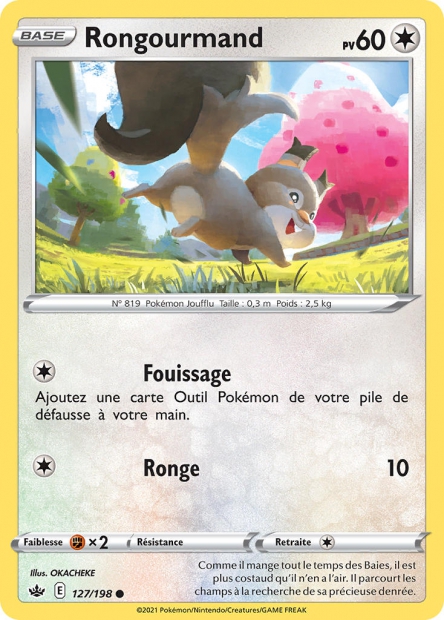 BASE Rongourmand PV60
N° 819 Pokémon Joufflu Taille : 0,3 m Poids : 2,5 kg
Fouissage
Ajoutez une carte Outil Pokémon de votre pile de
défausse à votre main.
Ronge 10
Faiblesse ×2 Résistance Retraite
Illus. OKACHEKE
Comme il mange tout le temps des Baies, il est
plus costaud qu'il n'en a l'air. Il parcourt les
champs à la recherche de sa précieuse denrée.
E 127/198
©2021 Pokémon/Nintendo/Creatures/GAME FREAK